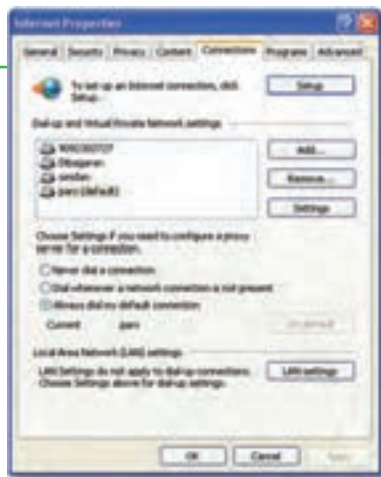 Internet Properties
General Security Privacy Content Connections Programs Advanced
To set up an Internet connection, click
Setup.
Setup
Dial-up and Virtual Private Network settings
Add...
Remove...
Settings
(default)
Choose Settings if you need to configure a proxy
server for a connection.
Never dial a connection
Dial whenever a network connection is not present
Always dial my default connection
Current
Set default
Local Area Network (LAN) settings
LAN Settings do not apply to dial-up connections.
Choose Settings above for dial-up settings.
LAN settings
OK Cancel Apply